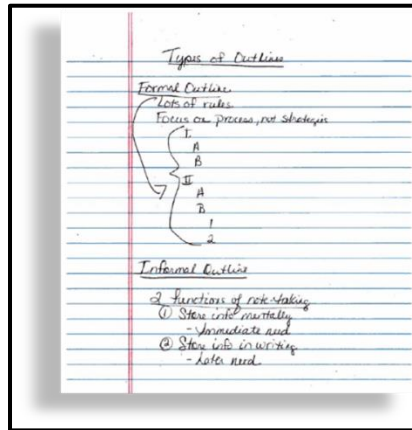 Types of Outlines
Formal Outline
Lots of rules
Focus on process, not strategies
I.
A
B
II
A
B
1
2
Informal Outline
2 functions of note-taking
① Store info mentally
- Immediate need
② Store info in writing
- Later need